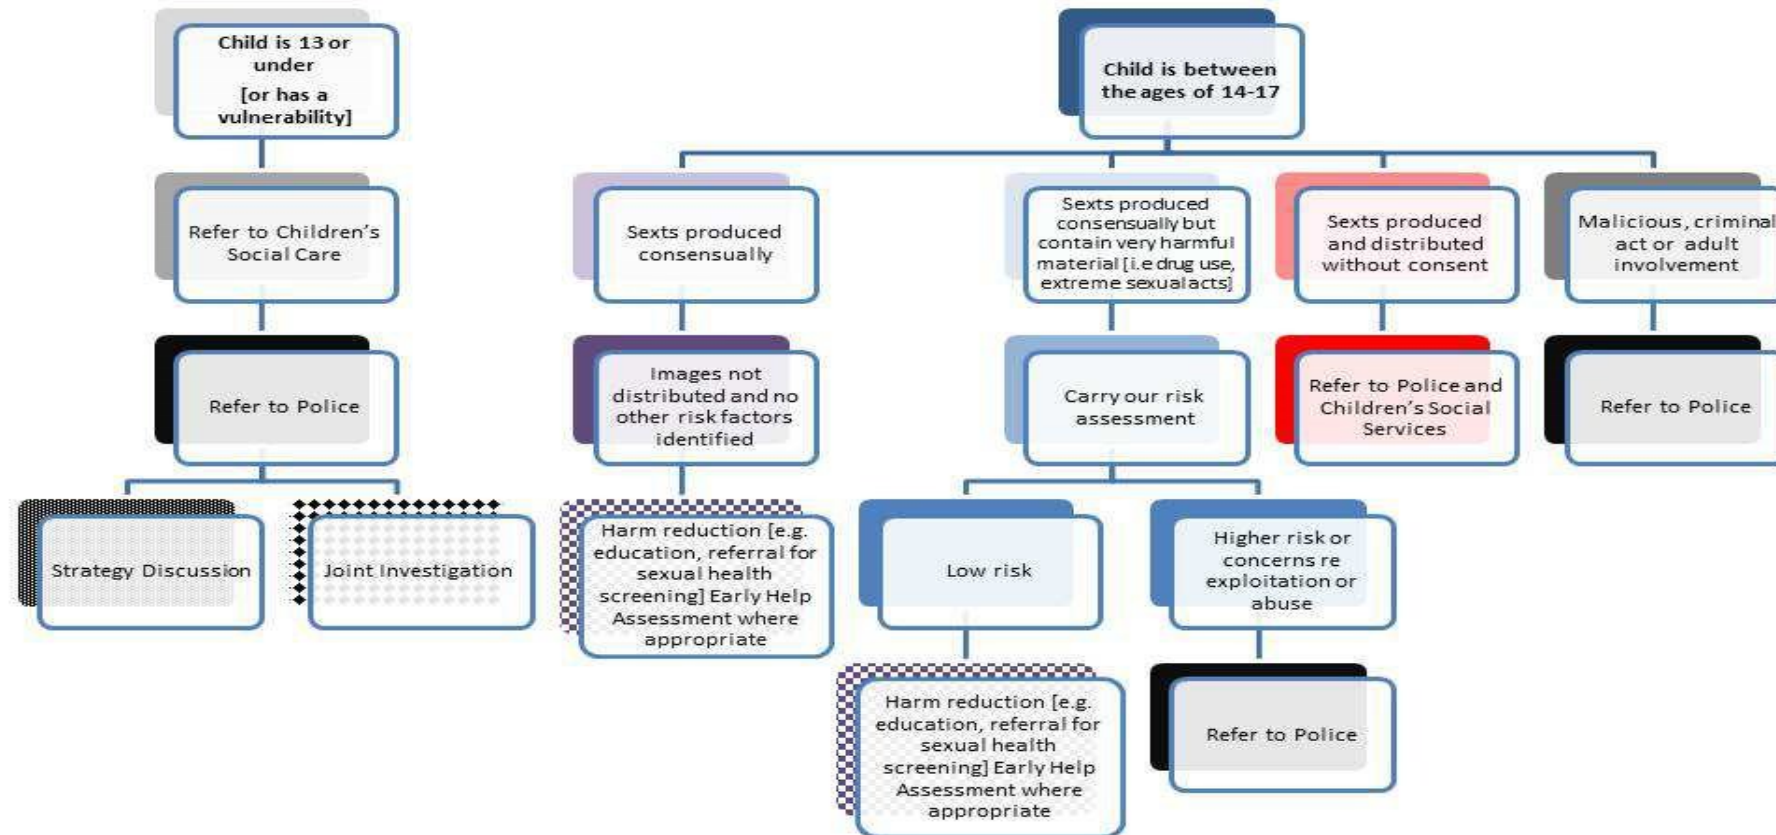 Child is 13 or
under
[or has a
vulnerability]
Refer to Children's
Social Care
Refer to Police
Strategy Discussion
Joint Investigation
Child is between
the ages of 14-17
Sexts produced
consensually
Images not
distributed and no
other risk factors
identified
Harm reduction [e.g.
education, referral for
sexual health
screening] Early Help
Assessment where
appropriate
Sexts produced
consensually but
contain very harmful
material [i.e drug use,
extreme sexual acts]
Carry our risk
assessment
Low risk
Harm reduction [e.g.
education, referral for
sexual health
screening] Early Help
Assessment where
appropriate
Higher risk or
concerns re
exploitation or
abuse
Refer to Police
Sexts produced
and distributed
without consent
Refer to Police and
Children's Social
Services
Malicious, criminal
act or adult
involvement
Refer to Police